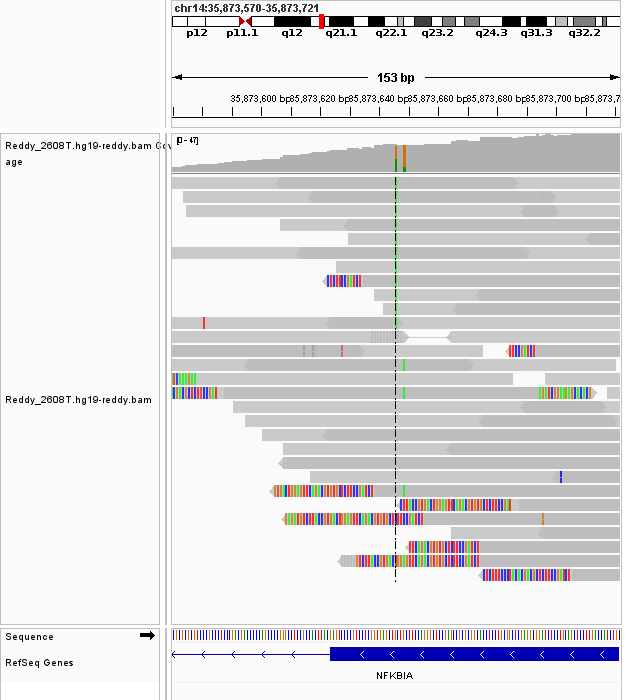 chr14:35,873,570-35,873,721
p12 p11.1 q12 q21.1 q22.1 q23.2 q24.3 q31.3 q32.2
153 bp
35,873,600 bp 35,873,620 bp 35,873,640 bp 35,873,660 bp 35,873,680 bp 35,873,700 bp 35,873,7
Reddy_2608T.hg19-reddy.bam Cov
age
[0 - 47]
Reddy_2608T.hg19-reddy.bam
Sequence
RefSeq Genes
NFKBIA